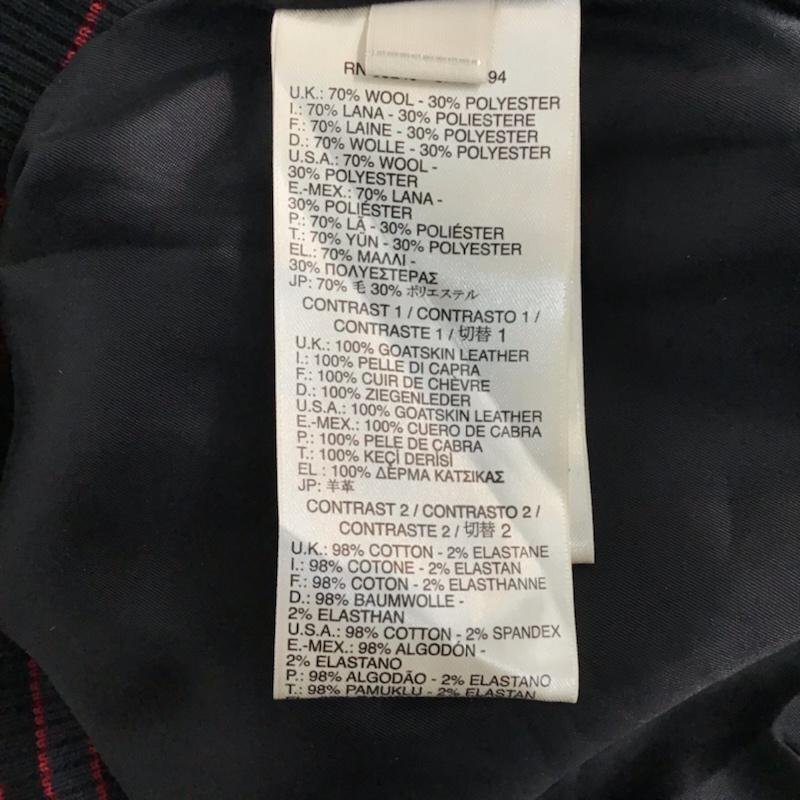 RN 94
U.K.: 70% WOOL - 30% POLYESTER
I.: 70% LANA - 30% POLIESTERE
F.: 70% LAINE - 30% POLYESTER
D.: 70% WOLLE - 30% POLYESTER
U.S.A.: 70% WOOL -
30% POLYESTER
E.-MEX.: 70% LANA -
30% POLIÉSTER
P.: 70% LÃ - 30% POLIÉSTER
T.: 70% YÜN - 30% POLYESTER
EL.: 70% ΜΑΛΛΙ -
30% ΠΟΛΥΕΣΤΕΡΑΣ
JP: 70% 毛 30% ポリエステル
CONTRAST 1 / CONTRASTO 1 /
CONTRASTE 1 / 切替 1
U.K.: 100% GOATSKIN LEATHER
I.: 100% PELLE DI CAPRA
F.: 100% CUIR DE CHÈVRE
D.: 100% ZIEGENLEDER
U.S.A.: 100% GOATSKIN LEATHER
E.-MEX.: 100% CUERO DE CABRA
P.: 100% PELE DE CABRA
T.: 100% KEÇİ DERİSİ
EL : 100% ΔΕΡΜΑ ΚΑΤΣΙΚΑΣ
JP: 羊革
CONTRAST 2 / CONTRASTO 2 /
CONTRASTE 2 / 切替 2
U.K.: 98% COTTON - 2% ELASTANE
I.: 98% COTONE - 2% ELASTAN
F.: 98% COTON - 2% ELASTHANNE
D.: 98% BAUMWOLLE -
2% ELASTHAN
U.S.A.: 98% COTTON - 2% SPANDEX
E.-MEX.: 98% ALGODÓN -
2% ELASTANO
P.: 98% ALGODÃO - 2% ELASTANO
T.: 98% PAMUKLU - 2% ELASTAN